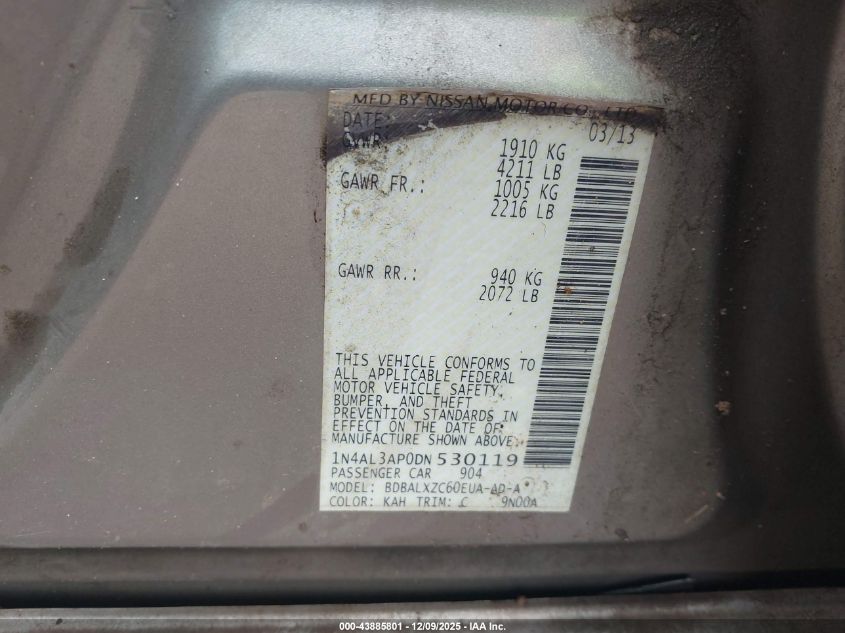 MFD BY NISSAN MOTOR CO., LTD.
DATE: 03/13
GVWR: 1910 KG
4211 LB
GAWR FR.: 1005 KG
2216 LB
GAWR RR.: 940 KG
2072 LB
THIS VEHICLE CONFORMS TO
ALL APPLICABLE FEDERAL
MOTOR VEHICLE SAFETY,
BUMPER, AND THEFT
PREVENTION STANDARDS IN
EFFECT ON THE DATE OF
MANUFACTURE SHOWN ABOVE.
1N4AL3AP0DN530119
PASSENGER CAR 904
MODEL: BDBALXZC60EUA-AD-A
COLOR: KAH TRIM: C 9N00A
000-43885801 - 12/09/2025 - IAA Inc.